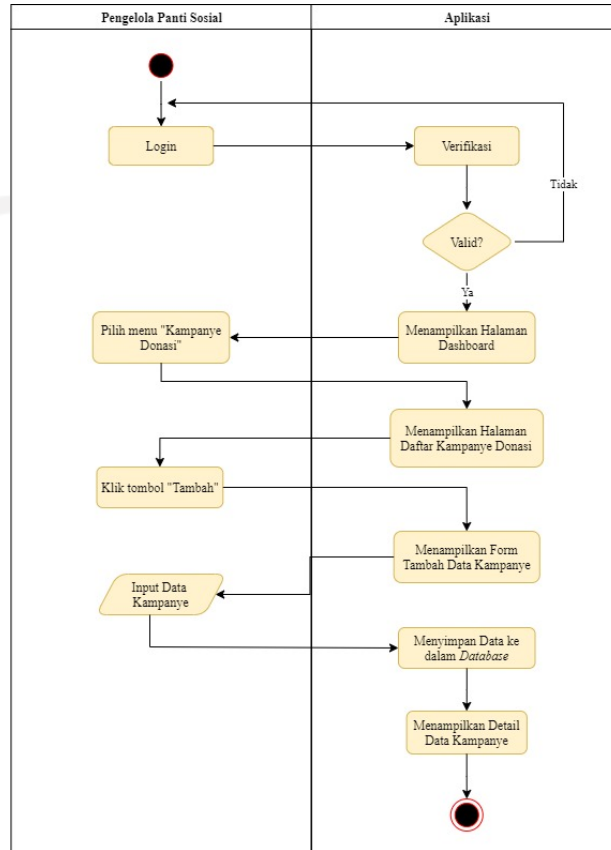 Pengelola Panti Sosial
Aplikasi
Login
Verifikasi
Tidak
Valid?
Ya
Pilih menu "Kampanye
Donasi"
Menampilkan Halaman
Dashboard
Menampilkan Halaman
Daftar Kampanye Donasi
Klik tombol "Tambah"
Menampilkan Form
Tambah Data Kampanye
Input Data
Kampanye
Menyimpan Data ke
dalam Database
Menampilkan Detail
Data Kampanye